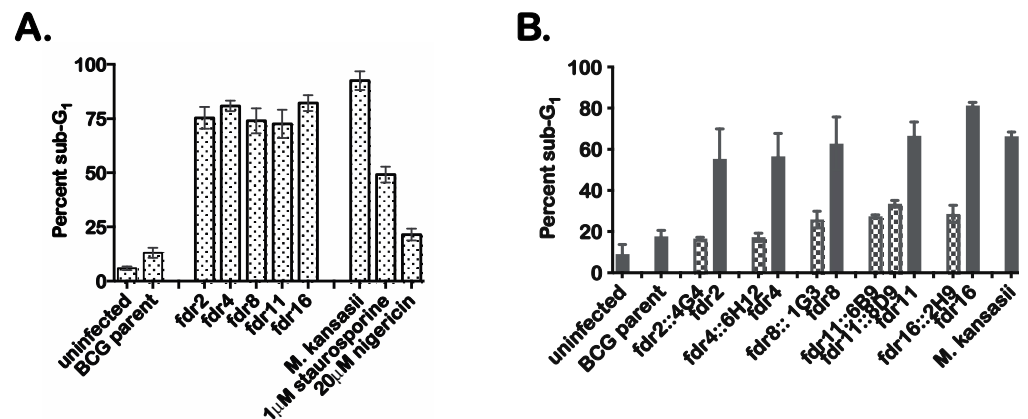 A.
Percent sub-G1
100
75
50
25
0
uninfected
BCG parent
fdr2
fdr4
fdr8
fdr11
fdr16
M. kansasii
1μM staurosporine
20μM nigericin
B.
Percent sub-G1
100
80
60
40
20
0
uninfected
BCG parent
fdr2::4G4
fdr2
fdr4::6H12
fdr4
fdr8:: 1G3
fdr8
fdr11::6B9
fdr11
fdr16::2H9
fdr16
M. kansasii